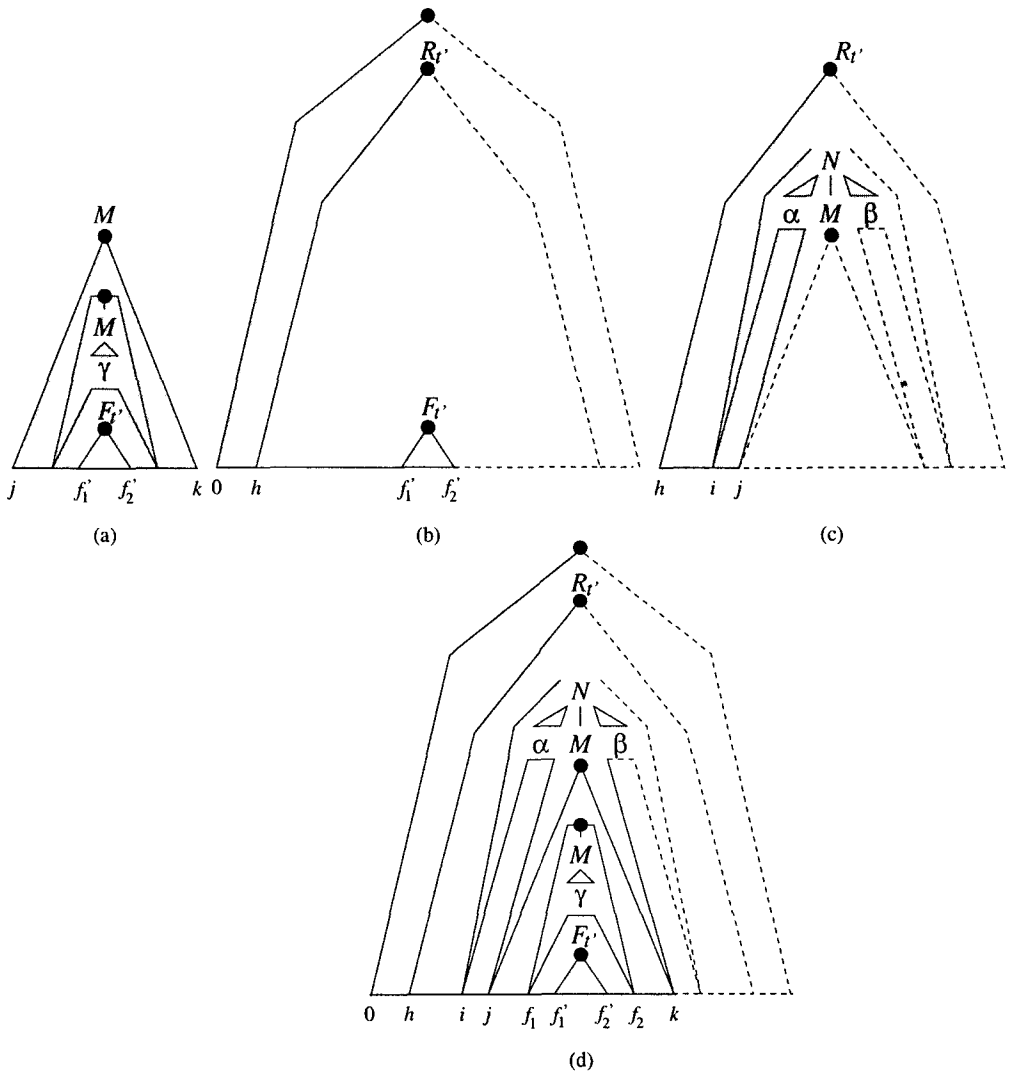 M
M
γ
F_t'
j f_1' f_2' k
(a)
R_t'
F_t'
0 h f_1' f_2'
(b)
R_t'
N
α M β
h i j
(c)
R_t'
N
α M β
M
γ
F_t'
0 h i j f_1 f_1' f_2' f_2 k
(d)